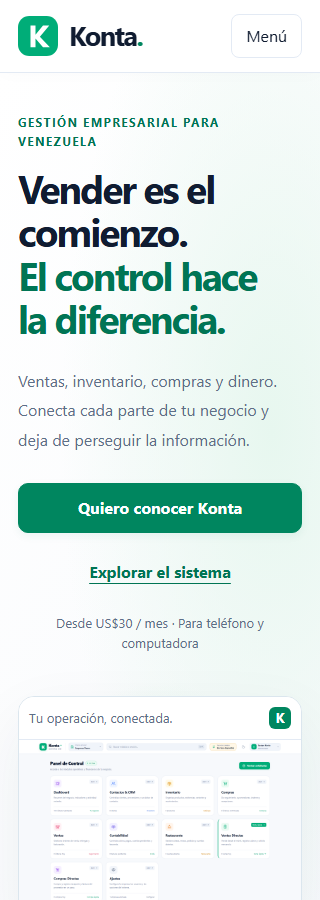 K Konta.
Menú
GESTIÓN EMPRESARIAL PARA
VENEZUELA
Vender es el
comienzo.
El control hace
la diferencia.
Ventas, inventario, compras y dinero.
Conecta cada parte de tu negocio y
deja de perseguir la información.
Quiero conocer Konta
Explorar el sistema
Desde US$30 / mes · Para teléfono y
computadora
Tu operación, conectada.
K
Konta
Panel de Control
Dashboard
Inventario
Compras
Ventas
Contabilidad
Restaurante
Ventas Directas
Compras Directas
Ajustes